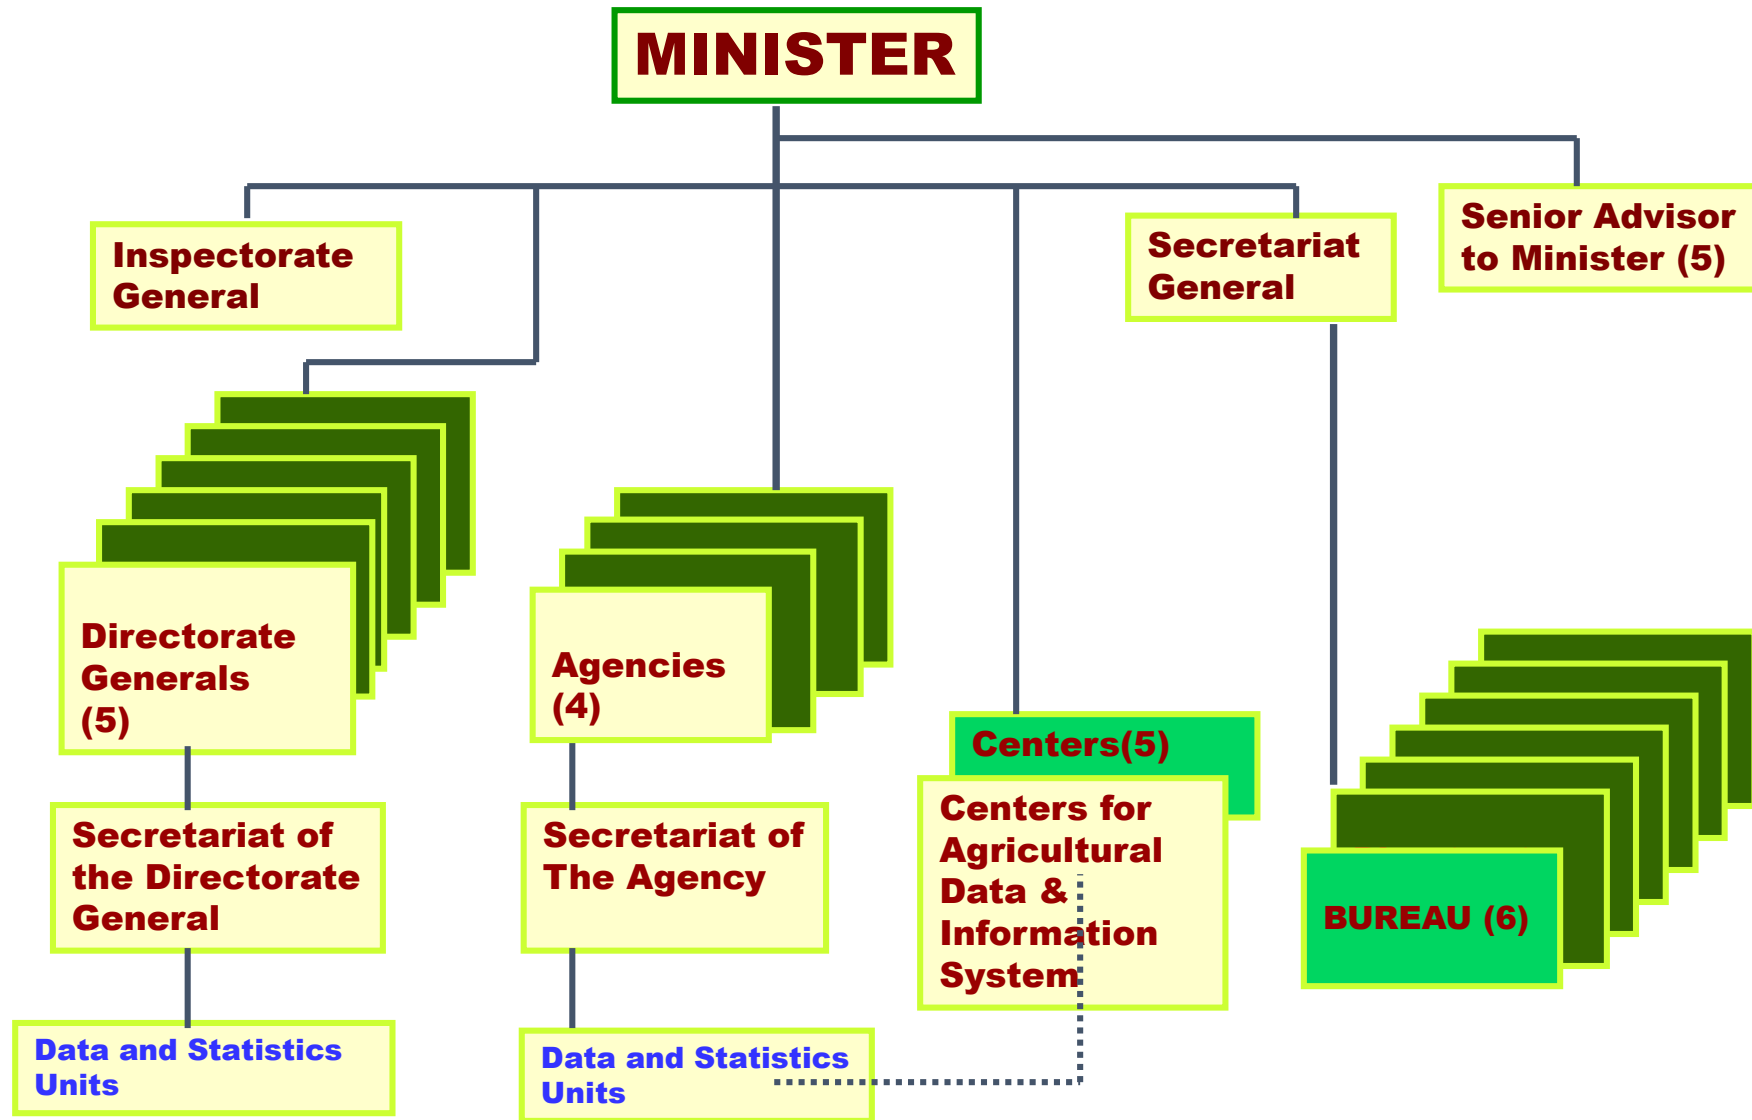 MINISTER
Inspectorate
General
Secretariat
General
Senior Advisor
to Minister (5)
Directorate
Generals
(5)
Agencies
(4)
Centers(5)
Centers for
Agricultural
Data &
Information
System
BUREAU (6)
Secretariat of
the Directorate
General
Secretariat of
The Agency
Data and Statistics
Units
Data and Statistics
Units